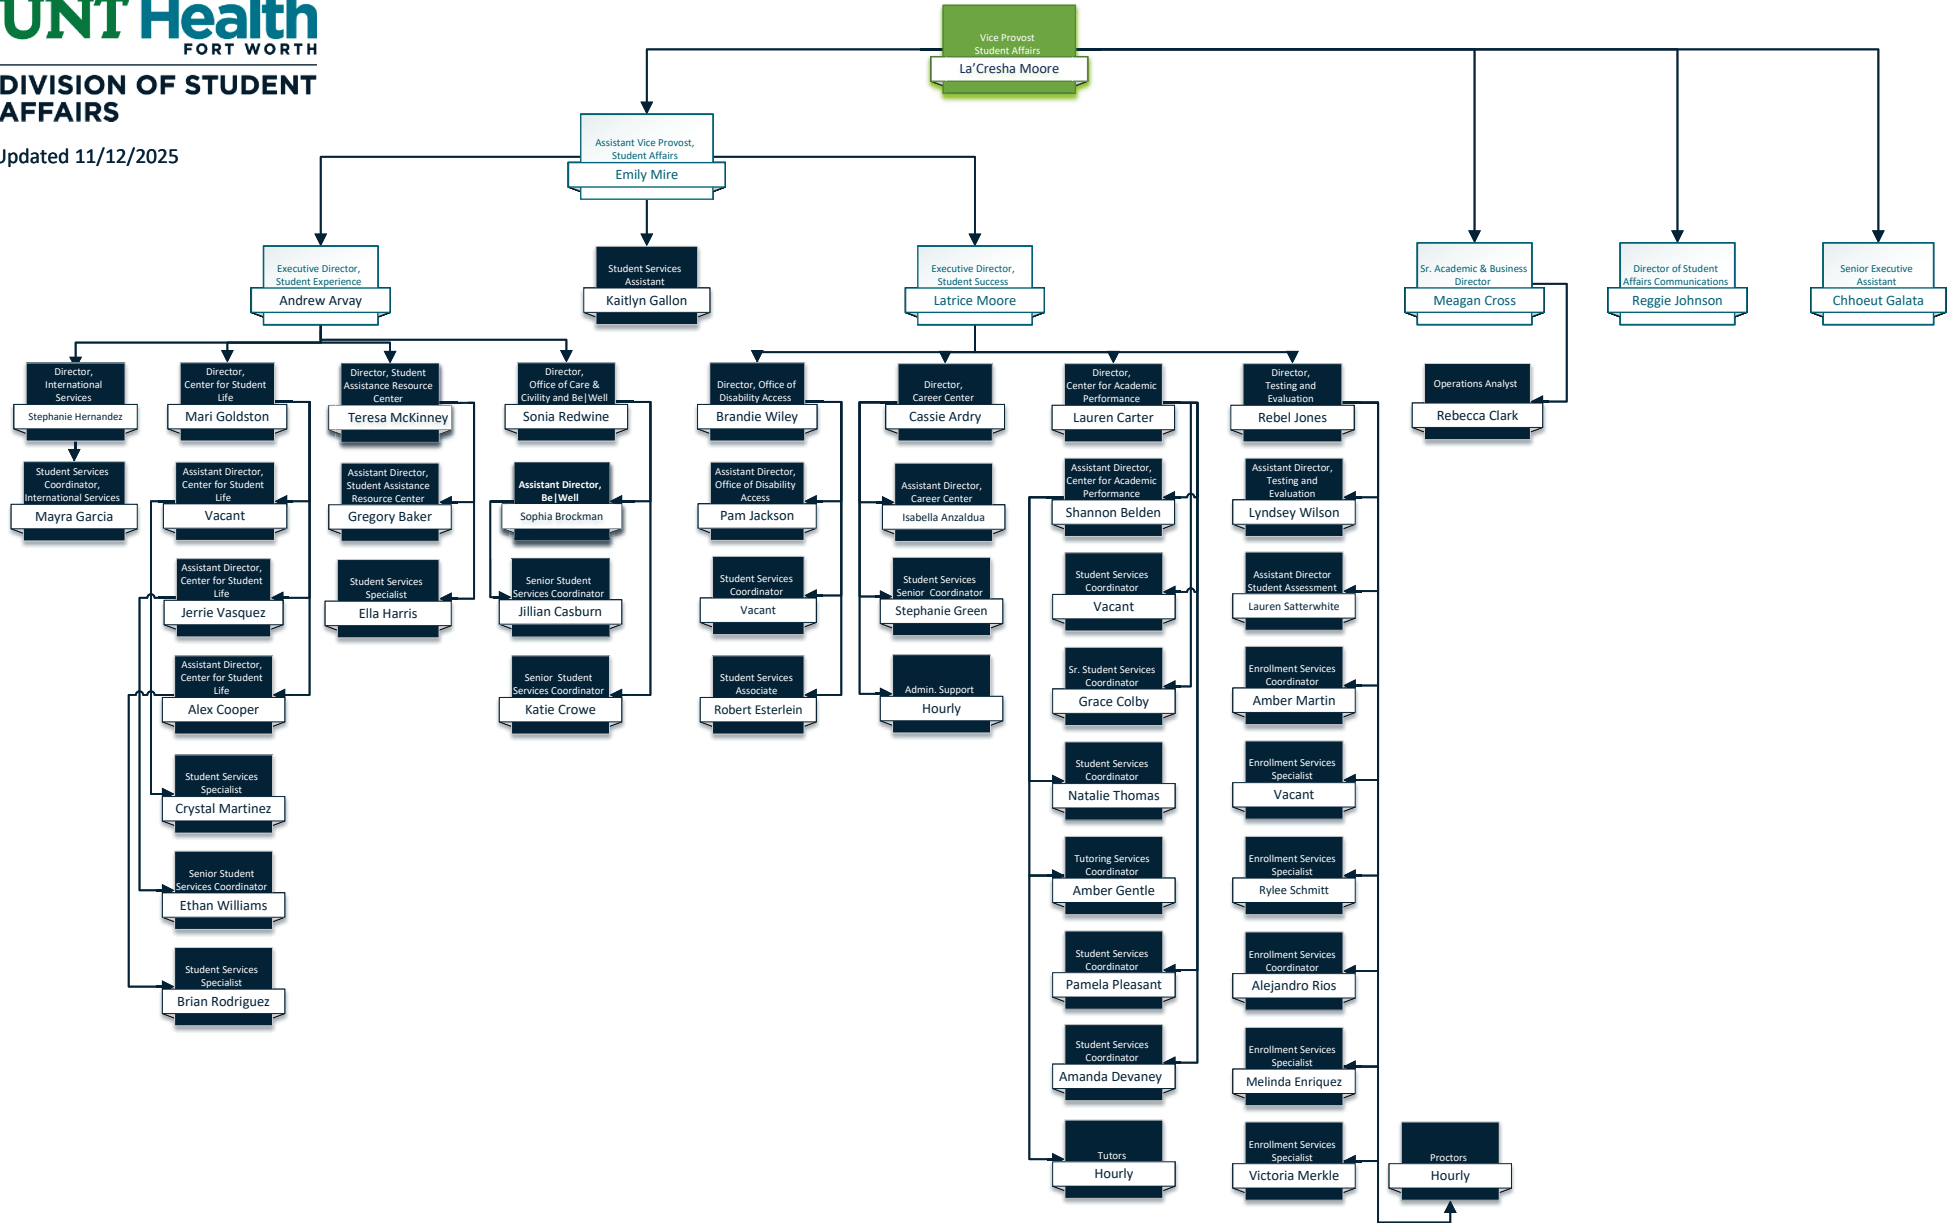 UNT Health
FORT WORTH
DIVISION OF STUDENT
AFFAIRS
Updated 11/12/2025
Vice Provost
Student Affairs
La'Cresha Moore
Assistant Vice Provost,
Student Affairs
Emily Mire
Executive Director,
Student Experience
Andrew Arvay
Student Services
Assistant
Kaitlyn Gallon
Executive Director,
Student Success
Latrice Moore
Sr. Academic & Business
Director
Meagan Cross
Director of Student
Affairs Communications
Reggie Johnson
Senior Executive
Assistant
Chhoeut Galata
Director,
International
Services
Stephanie Hernandez
Student Services
Coordinator,
International Services
Mayra Garcia
Director,
Center for Student
Life
Mari Goldston
Assistant Director,
Center for Student
Life
Vacant
Assistant Director,
Center for Student
Life
Jerrie Vasquez
Assistant Director,
Center for Student
Life
Alex Cooper
Student Services
Specialist
Crystal Martinez
Senior Student
Services Coordinator
Ethan Williams
Student Services
Specialist
Brian Rodriguez
Director, Student
Assistance Resource
Center
Teresa McKinney
Assistant Director,
Student Assistance
Resource Center
Gregory Baker
Student Services
Specialist
Ella Harris
Director,
Office of Care &
Civility and Be|Well
Sonia Redwine
Assistant Director,
Be|Well
Sophia Brockman
Senior Student
Services Coordinator
Jillian Casburn
Senior Student
Services Coordinator
Katie Crowe
Director, Office of
Disability Access
Brandie Wiley
Assistant Director,
Office of Disability
Access
Pam Jackson
Student Services
Coordinator
Vacant
Student Services
Associate
Robert Esterlein
Director,
Career Center
Cassie Ardry
Assistant Director,
Career Center
Isabella Anzaldua
Student Services
Senior Coordinator
Stephanie Green
Admin. Support
Hourly
Director,
Center for Academic
Performance
Lauren Carter
Assistant Director,
Center for Academic
Performance
Shannon Belden
Student Services
Coordinator
Vacant
Sr. Student Services
Coordinator
Grace Colby
Student Services
Coordinator
Natalie Thomas
Tutoring Services
Coordinator
Amber Gentle
Student Services
Coordinator
Pamela Pleasant
Student Services
Coordinator
Amanda Devaney
Tutors
Hourly
Director,
Testing and
Evaluation
Rebel Jones
Assistant Director,
Testing and
Evaluation
Lyndsey Wilson
Assistant Director
Student Assessment
Lauren Satterwhite
Enrollment Services
Coordinator
Amber Martin
Enrollment Services
Specialist
Vacant
Enrollment Services
Specialist
Rylee Schmitt
Enrollment Services
Coordinator
Alejandro Rios
Enrollment Services
Specialist
Melinda Enriquez
Enrollment Services
Specialist
Victoria Merkle
Proctors
Hourly
Operations Analyst
Rebecca Clark